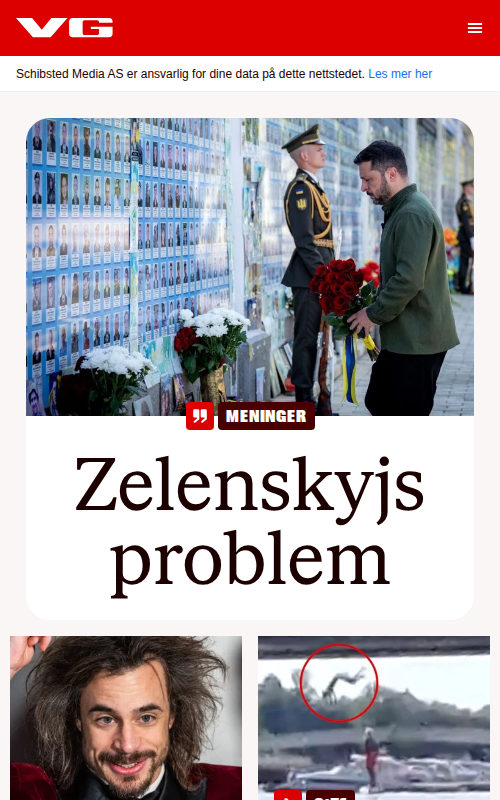 VG
Schibsted Media AS er ansvarlig for dine data på dette nettstedet. Les mer her
MENINGER
Zelenskyjs
problem